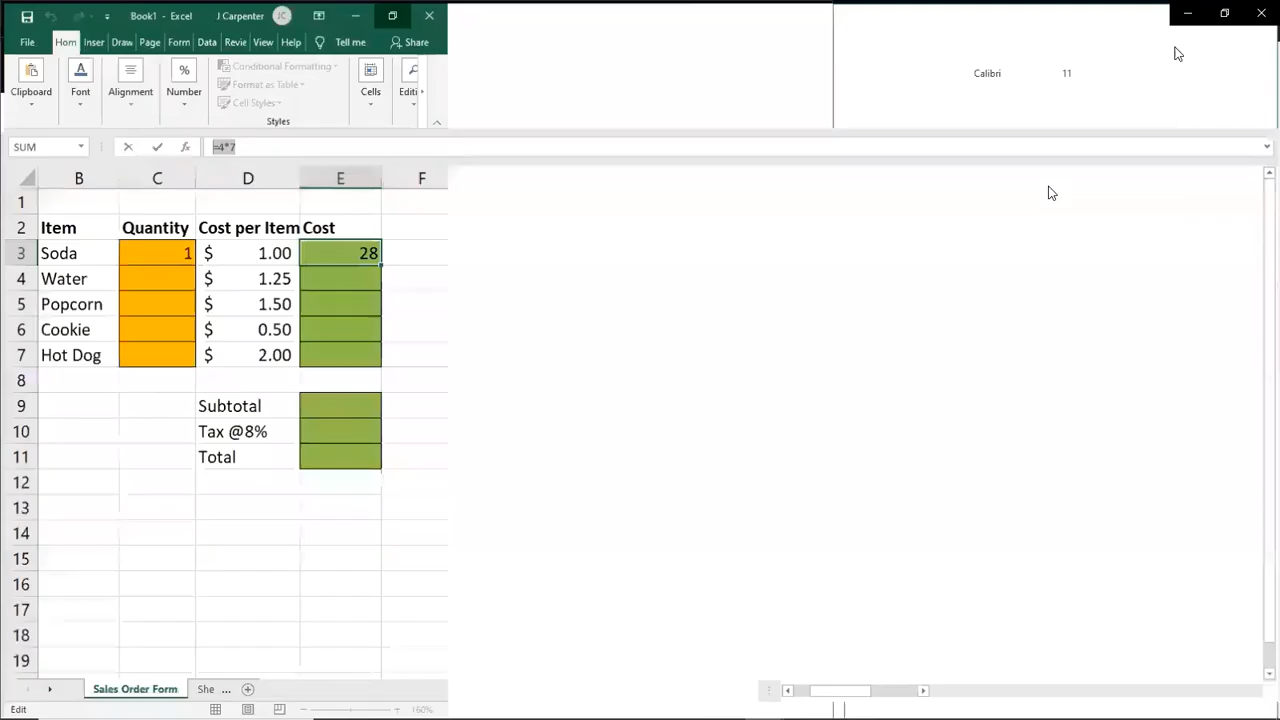 Book1 - Excel J Carpenter JC
File Hom Inser Draw Page Form Data Revie View Help Tell me Share
Calibri 11
Clipboard Font Alignment Number Conditional Formatting Format as Table Cell Styles Cells Editi
Styles
SUM fx =4*7
B C D E F
1
2 Item Quantity Cost per Item Cost
3 Soda 1 $ 1.00 28
4 Water $ 1.25
5 Popcorn $ 1.50
6 Cookie $ 0.50
7 Hot Dog $ 2.00
8
9 Subtotal
10 Tax @8%
11 Total
12
13
14
15
16
17
18
19
Sales Order Form She ...
Edit 160%